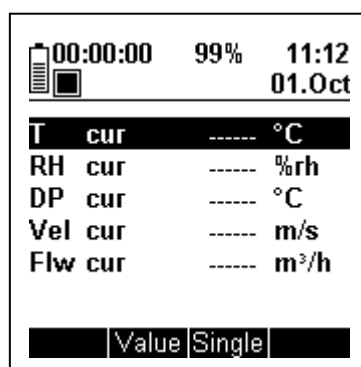 00:00:00 99% 11:12
01.Oct
T cur ------ °C
RH cur ------ %rh
DP cur ------ °C
Vel cur ------ m/s
Flw cur ------ m³/h
Value Single